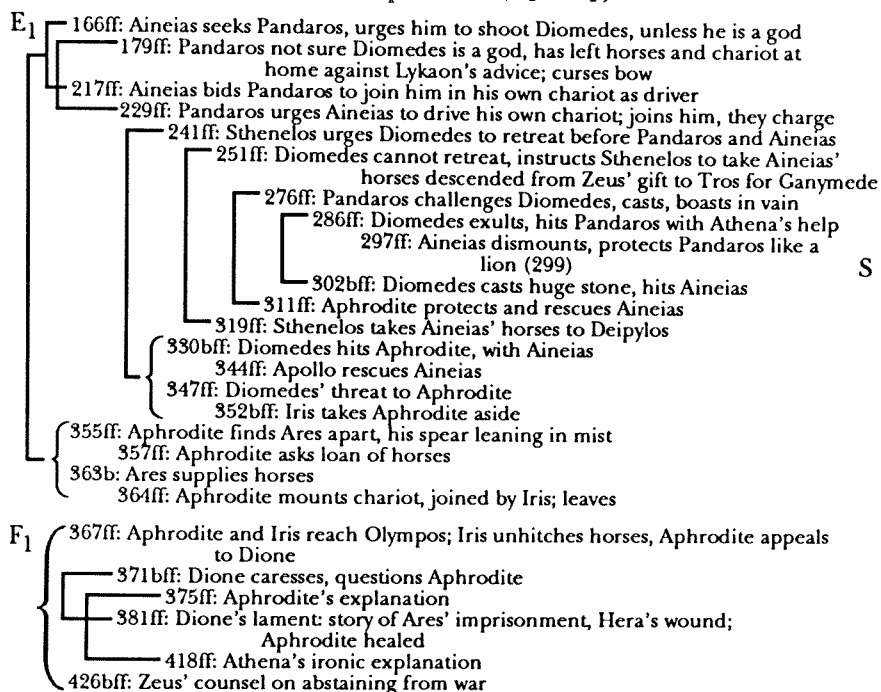 E1 166ff: Aineias seeks Pandaros, urges him to shoot Diomedes, unless he is a god
179ff: Pandaros not sure Diomedes is a god, has left horses and chariot at
home against Lykaon's advice; curses bow
217ff: Aineias bids Pandaros to join him in his own chariot as driver
229ff: Pandaros urges Aineias to drive his own chariot; joins him, they charge
241ff: Sthenelos urges Diomedes to retreat before Pandaros and Aineias
251ff: Diomedes cannot retreat, instructs Sthenelos to take Aineias'
horses descended from Zeus' gift to Tros for Ganymede
276ff: Pandaros challenges Diomedes, casts, boasts in vain
286ff: Diomedes exults, hits Pandaros with Athena's help
297ff: Aineias dismounts, protects Pandaros like a
lion (299)
S
302bff: Diomedes casts huge stone, hits Aineias
311ff: Aphrodite protects and rescues Aineias
319ff: Sthenelos takes Aineias' horses to Deipylos
330bff: Diomedes hits Aphrodite, with Aineias
344ff: Apollo rescues Aineias
347ff: Diomedes' threat to Aphrodite
352bff: Iris takes Aphrodite aside
355ff: Aphrodite finds Ares apart, his spear leaning in mist
357ff: Aphrodite asks loan of horses
363b: Ares supplies horses
364ff: Aphrodite mounts chariot, joined by Iris; leaves
F1 367ff: Aphrodite and Iris reach Olympos; Iris unhitches horses, Aphrodite appeals
to Dione
371bff: Dione caresses, questions Aphrodite
375ff: Aphrodite's explanation
381ff: Dione's lament: story of Ares' imprisonment, Hera's wound;
Aphrodite healed
418ff: Athena's ironic explanation
426bff: Zeus' counsel on abstaining from war